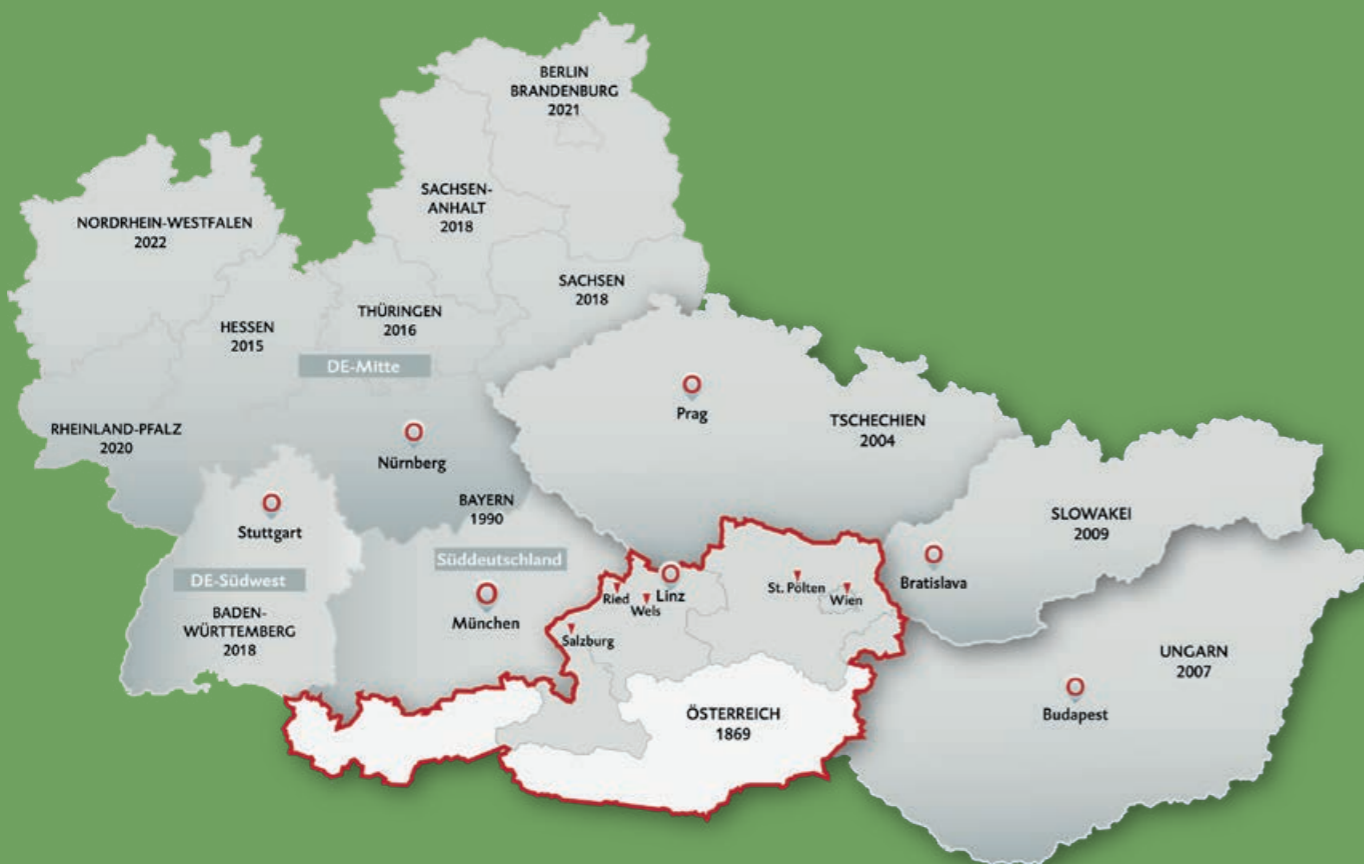 BERLIN
BRANDENBURG
2021
SACHSEN-
ANHALT
2018
NORDRHEIN-WESTFALEN
2022
SACHSEN
2018
THÜRINGEN
2016
HESSEN
2015
DE-Mitte
Prag
TSCHECHIEN
2004
RHEINLAND-PFALZ
2020
Nürnberg
BAYERN
1990
SLOWAKEI
2009
Stuttgart
Süddeutschland
DE-Südwest
Bratislava
St. Pölten
Wien
Ried
Wels
Linz
BADEN-
WÜRTTEMBERG
2018
München
Salzburg
UNGARN
2007
Budapest
ÖSTERREICH
1869